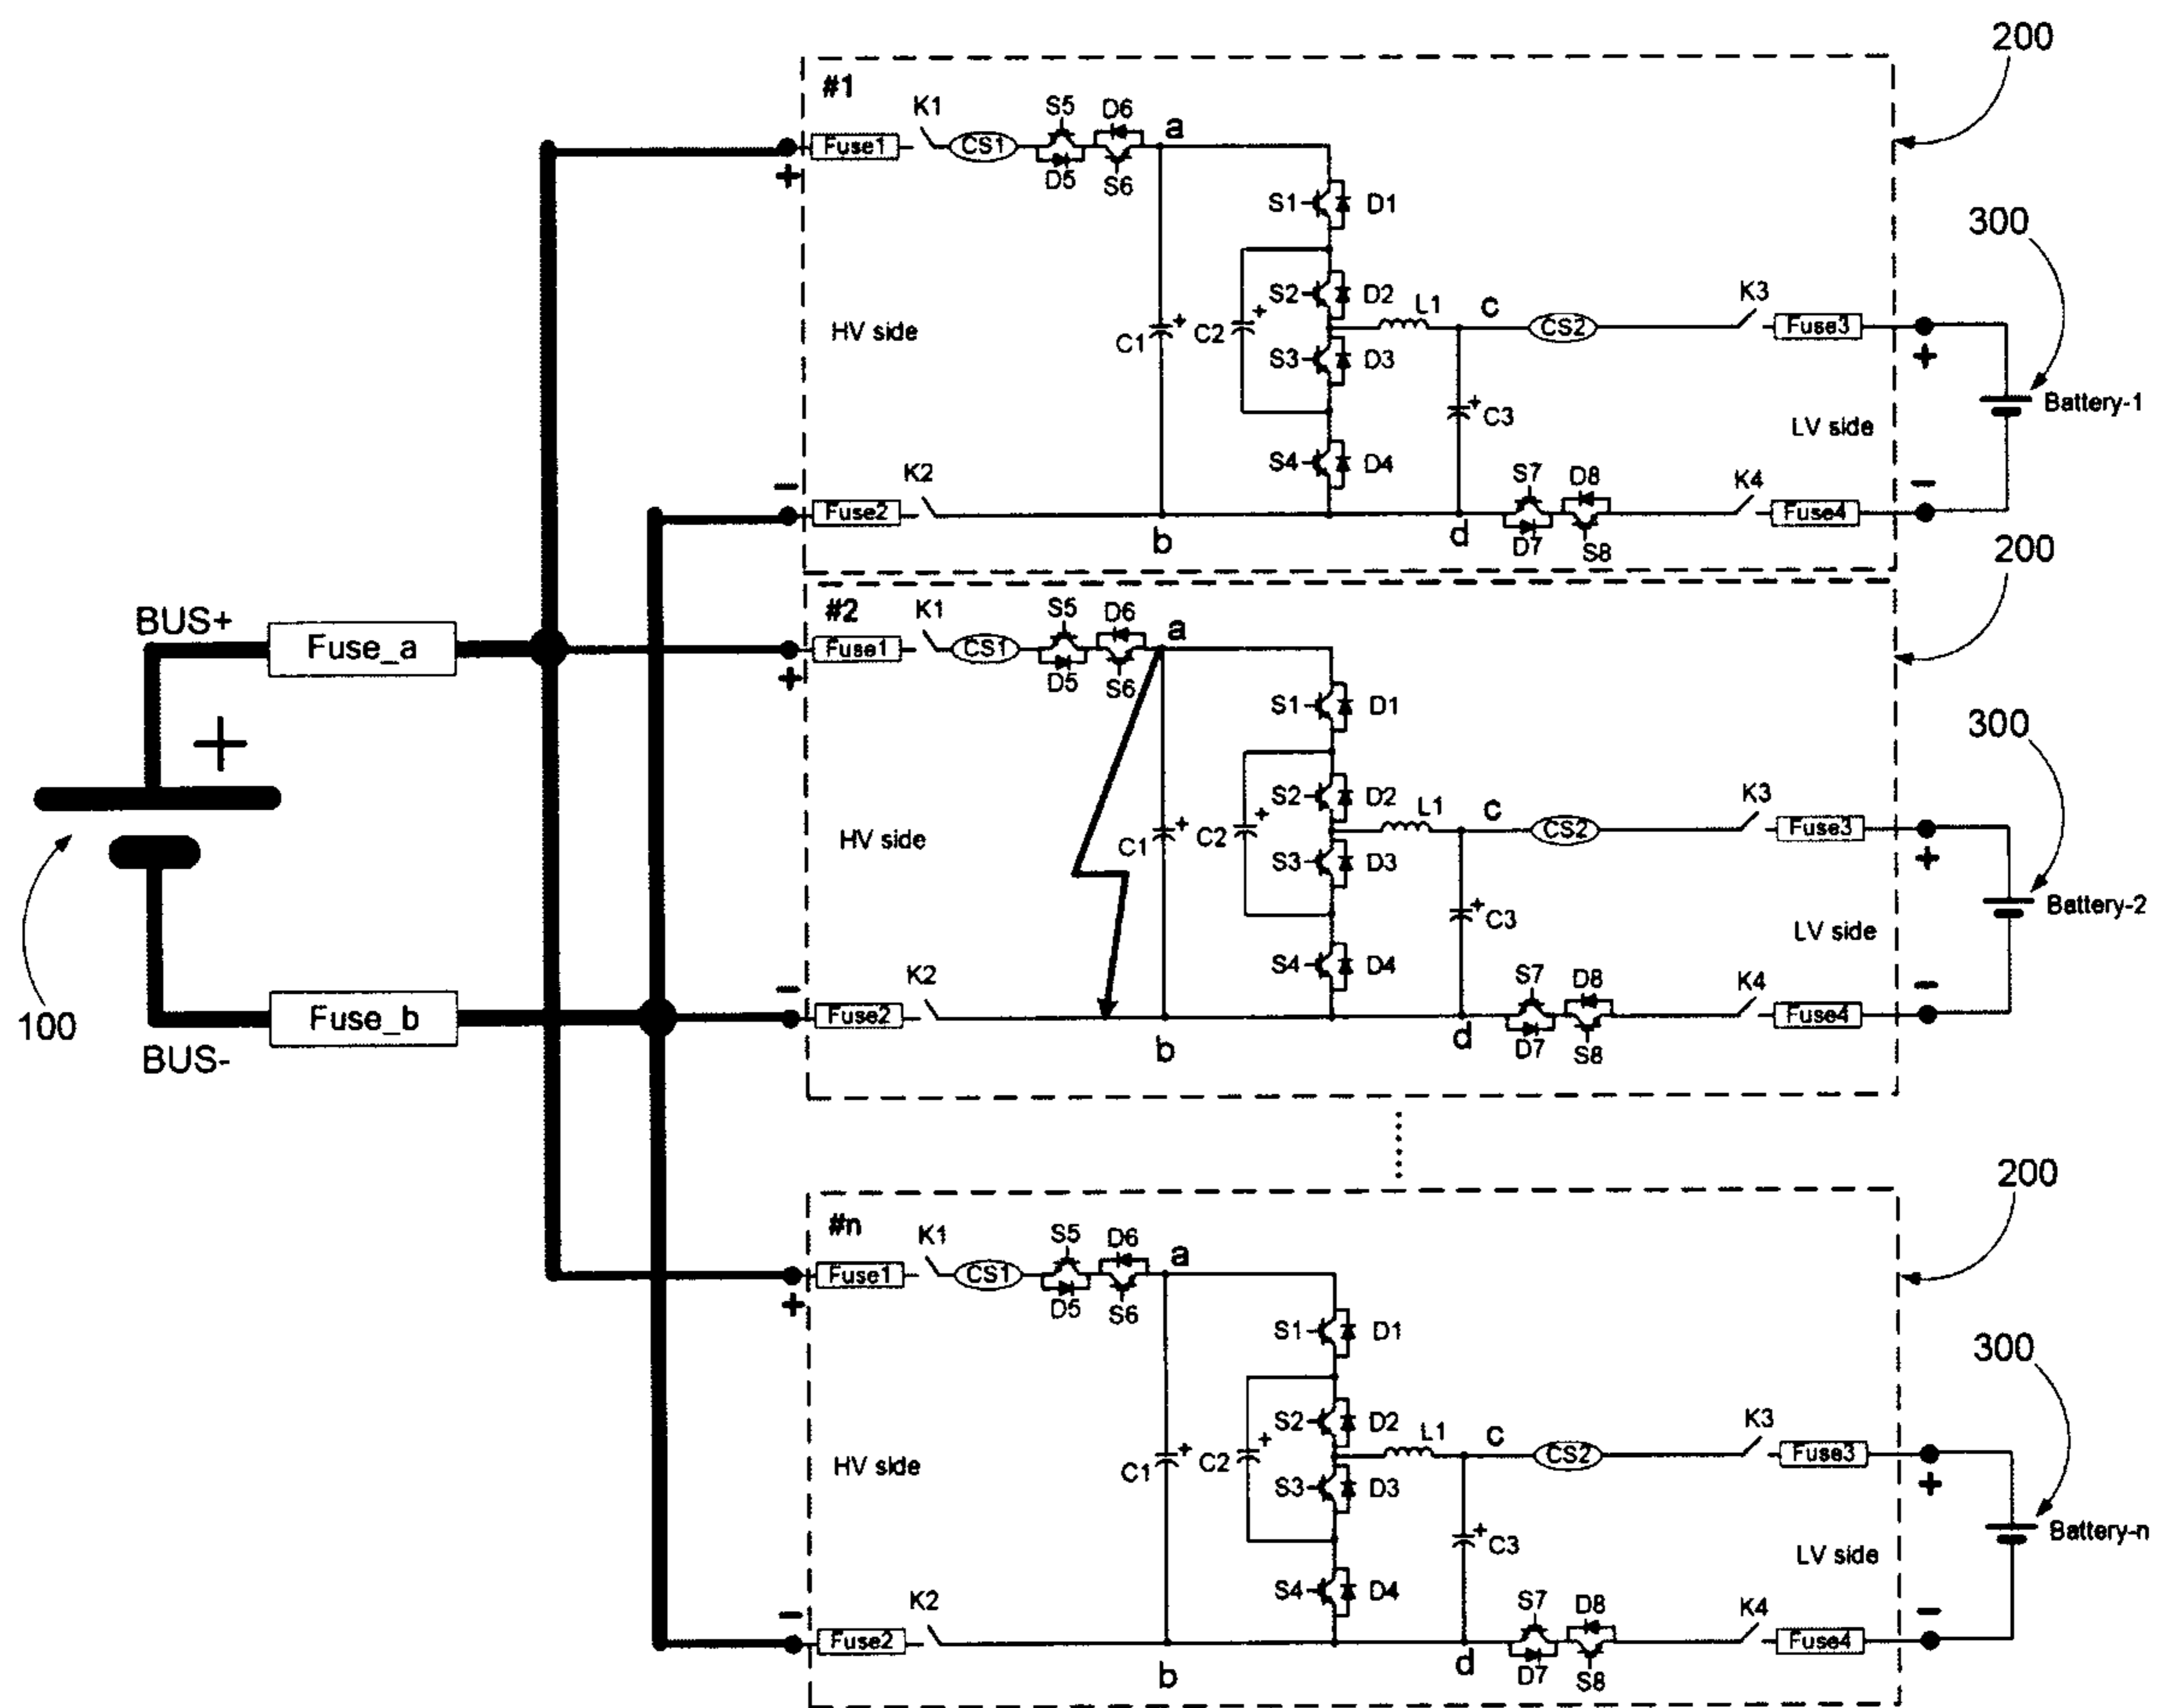 200
#1
K1
S5
D6
a
Fuse1
CS1
+
D5
S6
S1
D1
300
S2
D2
L1
c
K3
HV side
+
C1
+
C2
CS2
Fuse3
S3
D3
+
+
C3
Battery-1
LV side
K2
S4
D4
S7
D8
K4
−
−
Fuse2
Fuse4
b
d
D7
S8
200
BUS+
Fuse_a
#2
K1
S5
D6
a
Fuse1
CS1
+
D5
S6
S1
D1
300
+
S2
D2
L1
c
K3
HV side
+
C1
+
C2
CS2
Fuse3
S3
D3
+
+
C3
Battery-2
LV side
K2
S4
D4
S7
D8
K4
−
−
100
Fuse_b
Fuse2
Fuse4
BUS-
b
d
D7
S8
200
#n
K1
S5
D6
a
Fuse1
CS1
+
D5
S6
S1
D1
300
S2
D2
L1
c
K3
HV side
+
C1
+
C2
CS2
Fuse3
S3
D3
+
+
C3
Battery-n
LV side
K2
S4
D4
S7
D8
K4
−
−
Fuse2
Fuse4
b
d
D7
S8